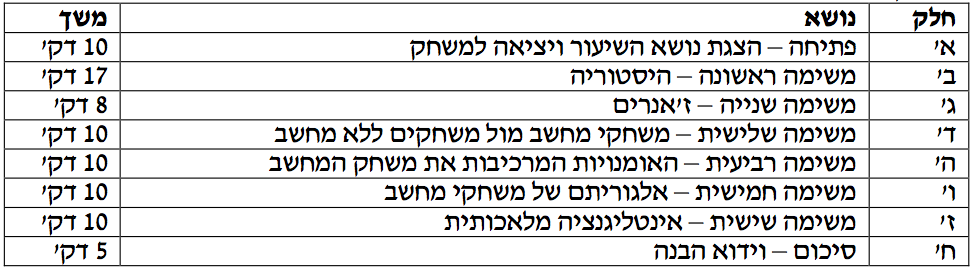 חלק נושא משך
א' פתיחה – הצגת נושא השיעור ויציאה למשחק 10 דק'
ב' משימה ראשונה – היסטוריה 17 דק'
ג' משימה שנייה – ז'אנרים 8 דק'
ד' משימה שלישית – משחקי מחשב מול משחקים ללא מחשב 10 דק'
ה' משימה רביעית – האומנויות המרכיבות את משחק המחשב 10 דק'
ו' משימה חמישית – אלגוריתם של משחקי מחשב 10 דק'
ז' משימה שישית – אינטליגנציה מלאכותית 10 דק'
ח' סיכום – וידוא הבנה 5 דק'